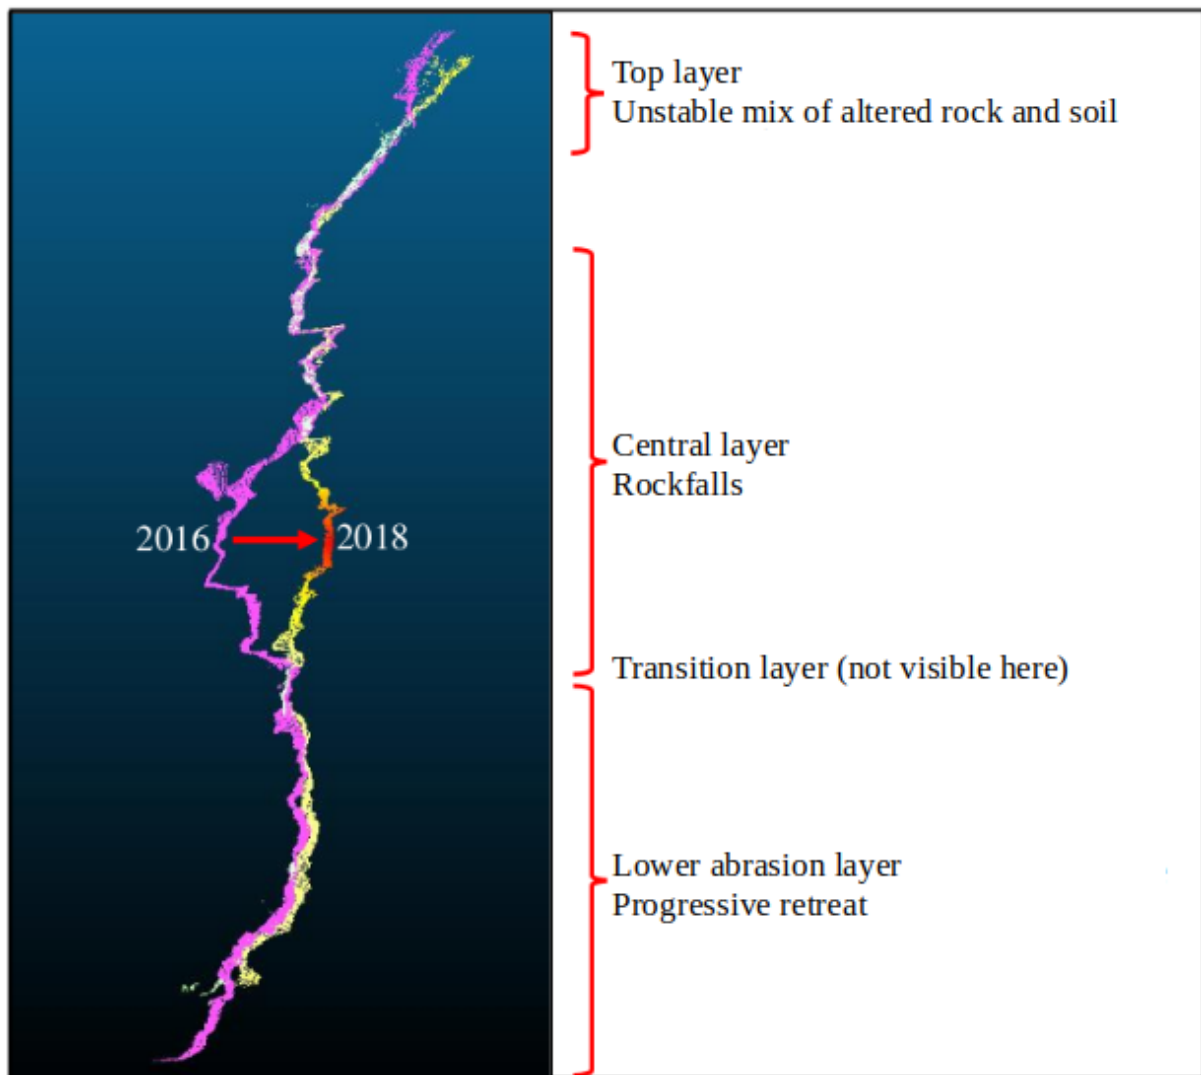 Top layer
Unstable mix of altered rock and soil
Central layer
Rockfalls
2016
2018
Transition layer (not visible here)
Lower abrasion layer
Progressive retreat